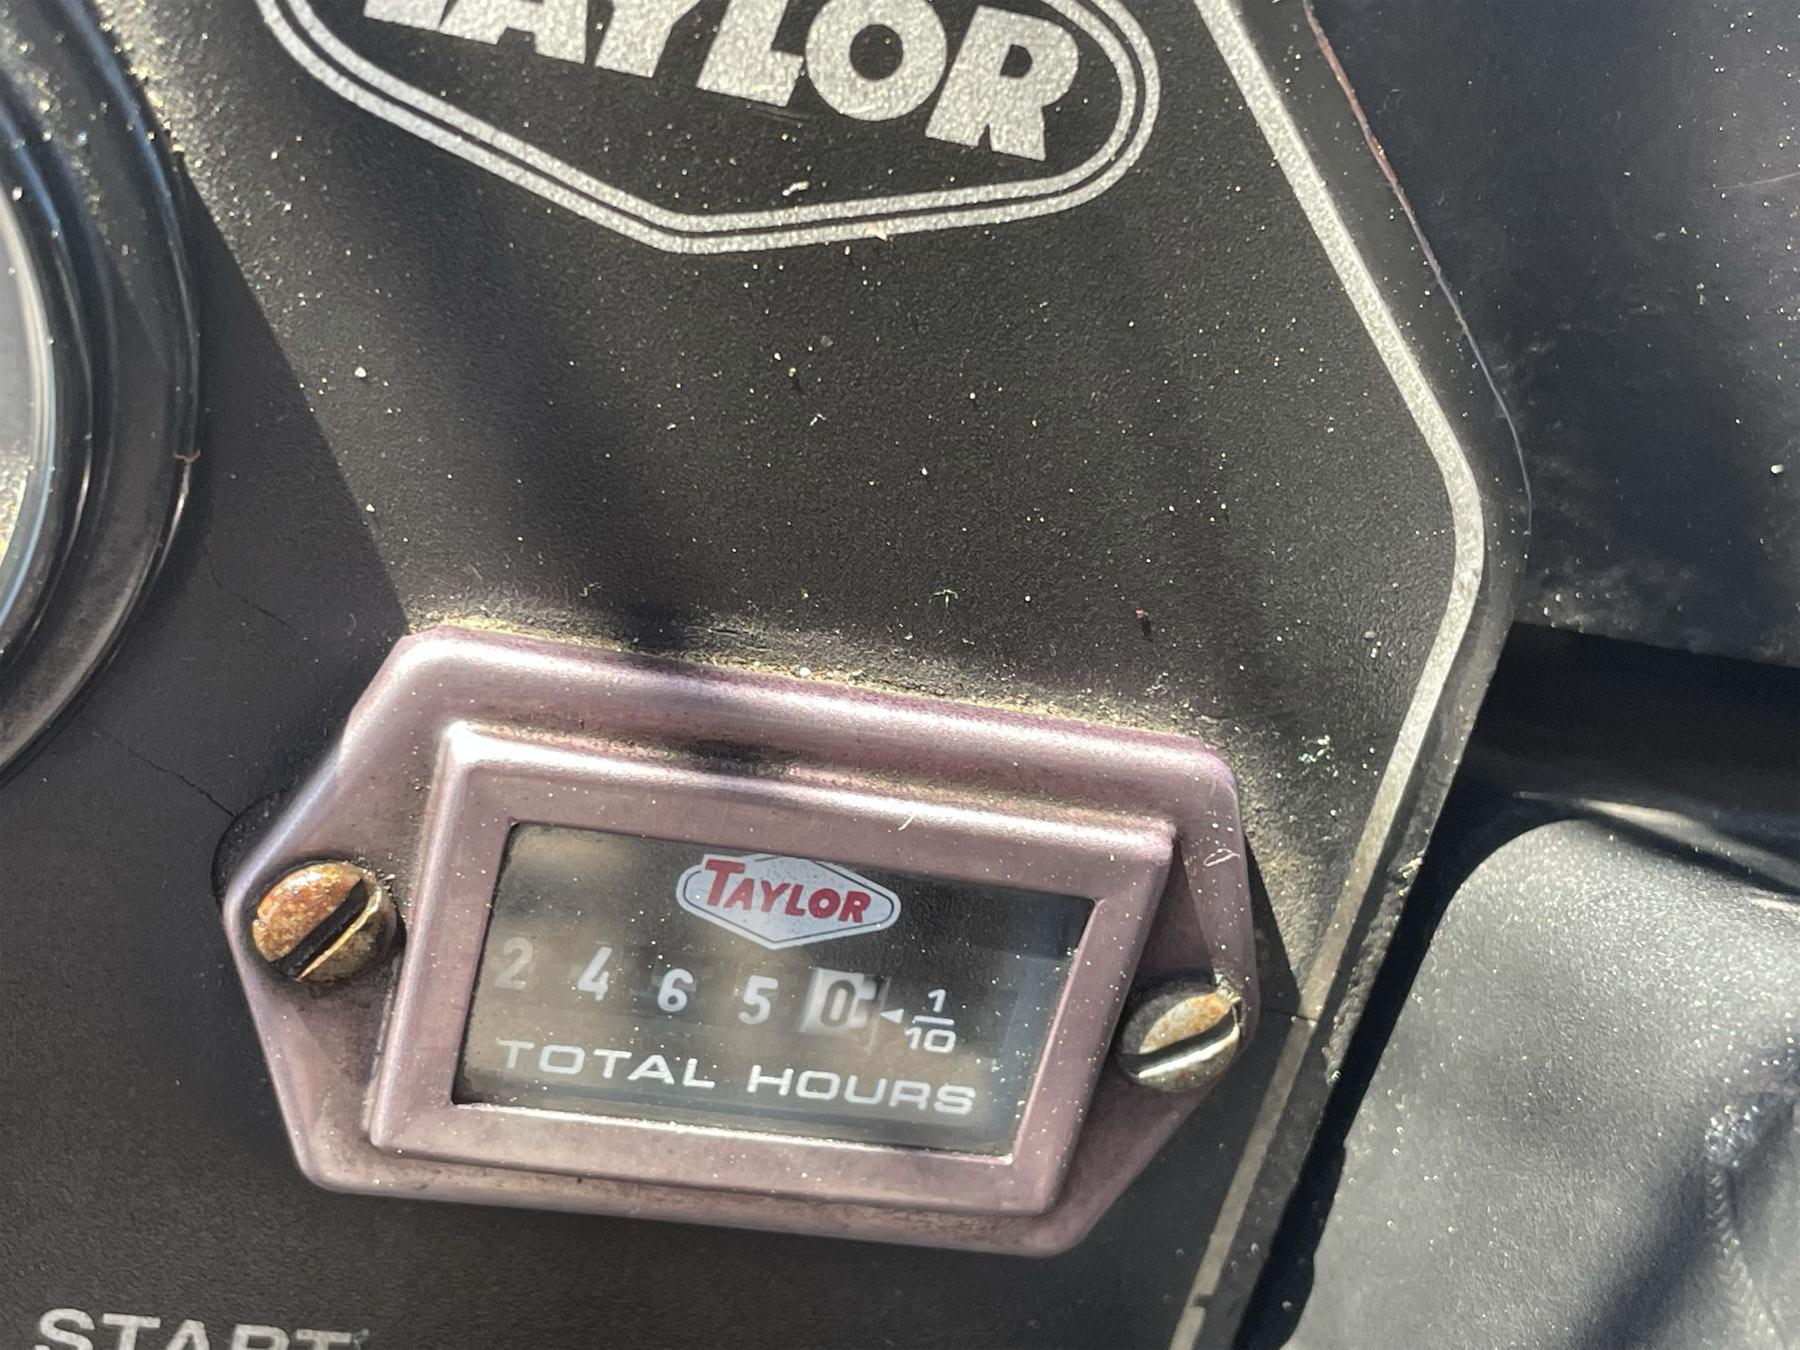 TAYLOR
TAYLOR
2 4 6 5 0 ◄ 1/10
TOTAL HOURS
START